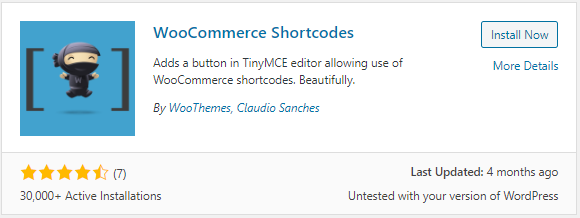 WooCommerce Shortcodes
Install Now
Adds a button in TinyMCE editor allowing use of
WooCommerce shortcodes. Beautifully.
More Details
By WooThemes, Claudio Sanches
(7)
Last Updated: 4 months ago
30,000+ Active Installations
Untested with your version of WordPress